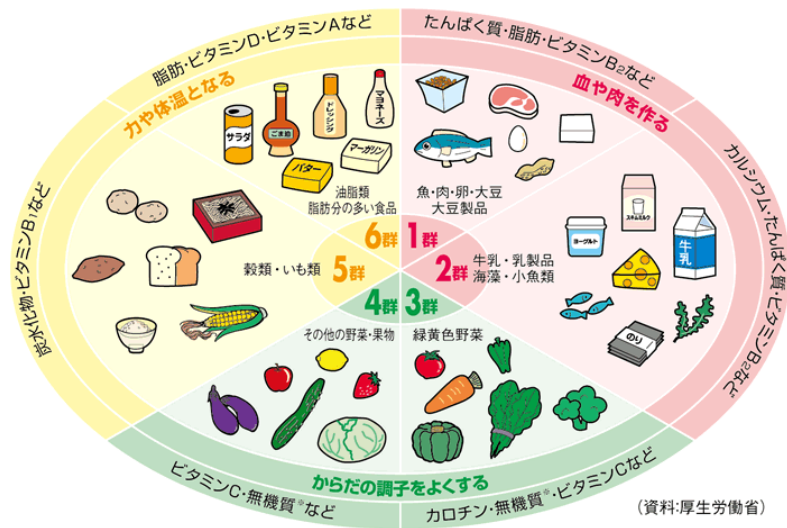 脂肪・ビタミンD・ビタミンAなど
力や体温となる
サラダ
ごま油
ドレッシング
マヨネーズ
バター
マーガリン
油脂類
脂肪分の多い食品
6群
たんぱく質・脂肪・ビタミンB₂など
血や肉を作る
魚・肉・卵・大豆
大豆製品
1群
カルシウム・たんぱく質・ビタミンB₂など
スキムミルク
ヨーグルト
牛乳
のり
牛乳・乳製品
海藻・小魚類
2群
炭水化物・ビタミンB₁など
穀類・いも類
5群
4群
その他の野菜・果物
3群
緑黄色野菜
からだの調子をよくする
ビタミンC・無機質※など
カロチン・無機質※・ビタミンCなど
(資料:厚生労働省)